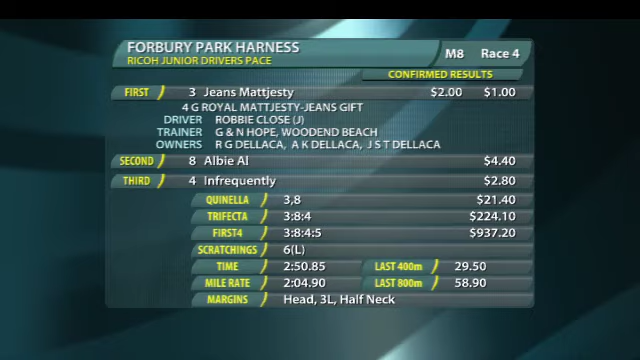 FORBURY PARK HARNESS M8 Race 4
RICOH JUNIOR DRIVERS PACE
CONFIRMED RESULTS
FIRST 3 Jeans Mattjesty $2.00 $1.00
4 G ROYAL MATTJESTY-JEANS GIFT
DRIVER ROBBIE CLOSE (J)
TRAINER G & N HOPE, WOODEND BEACH
OWNERS R G DELLACA, A K DELLACA, J S T DELLACA
SECOND 8 Albie Al $4.40
THIRD 4 Infrequently $2.80
QUINELLA 3,8 $21.40
TRIFECTA 3:8:4 $224.10
FIRST4 3:8:4:5 $937.20
SCRATCHINGS 6(L)
TIME 2:50.85 LAST 400m 29.50
MILE RATE 2:04.90 LAST 800m 58.90
MARGINS Head, 3L, Half Neck